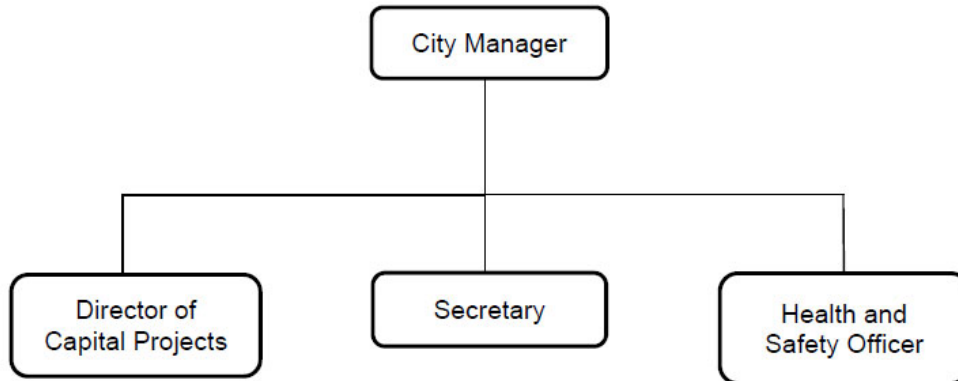 City Manager
Director of
Capital Projects
Secretary
Health and
Safety Officer